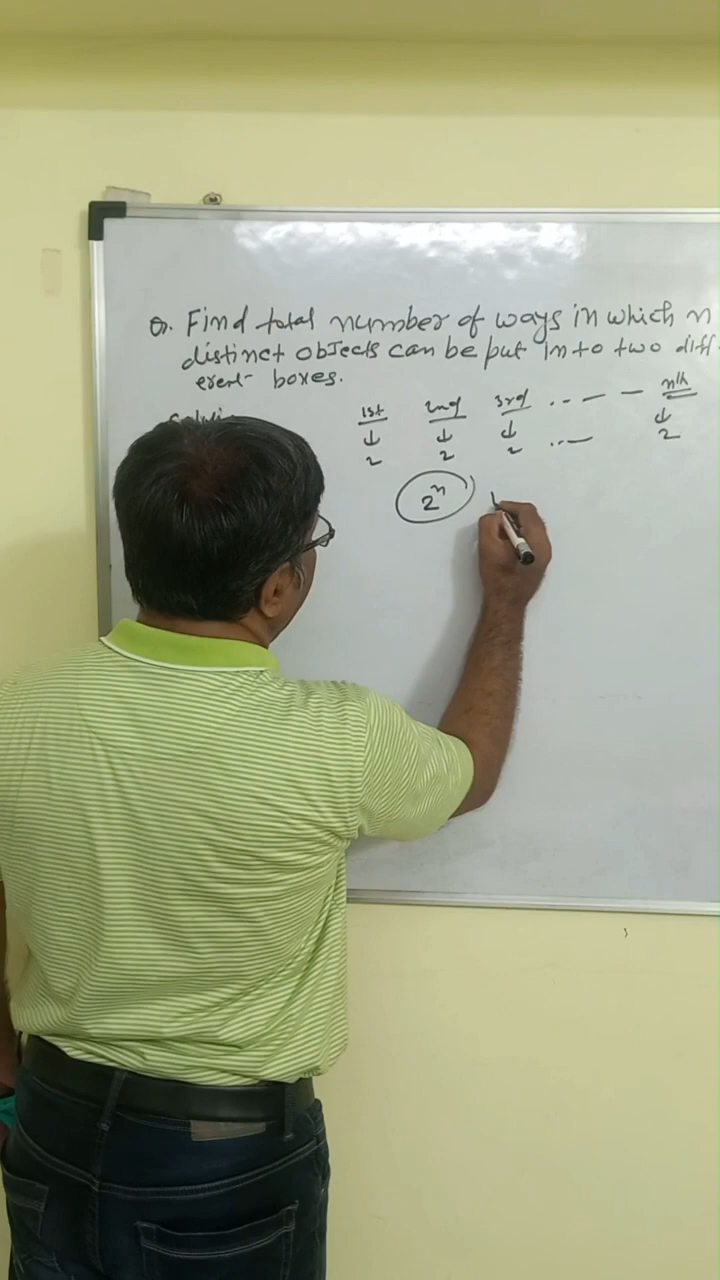 Q. Find total number of ways in which n
distinct objects can be put into two diff-
erent boxes.
1st 2nd 3rd ..-- — nth
↓ ↓ ↓ ↓
2 2 2 ..— 2
2ⁿ